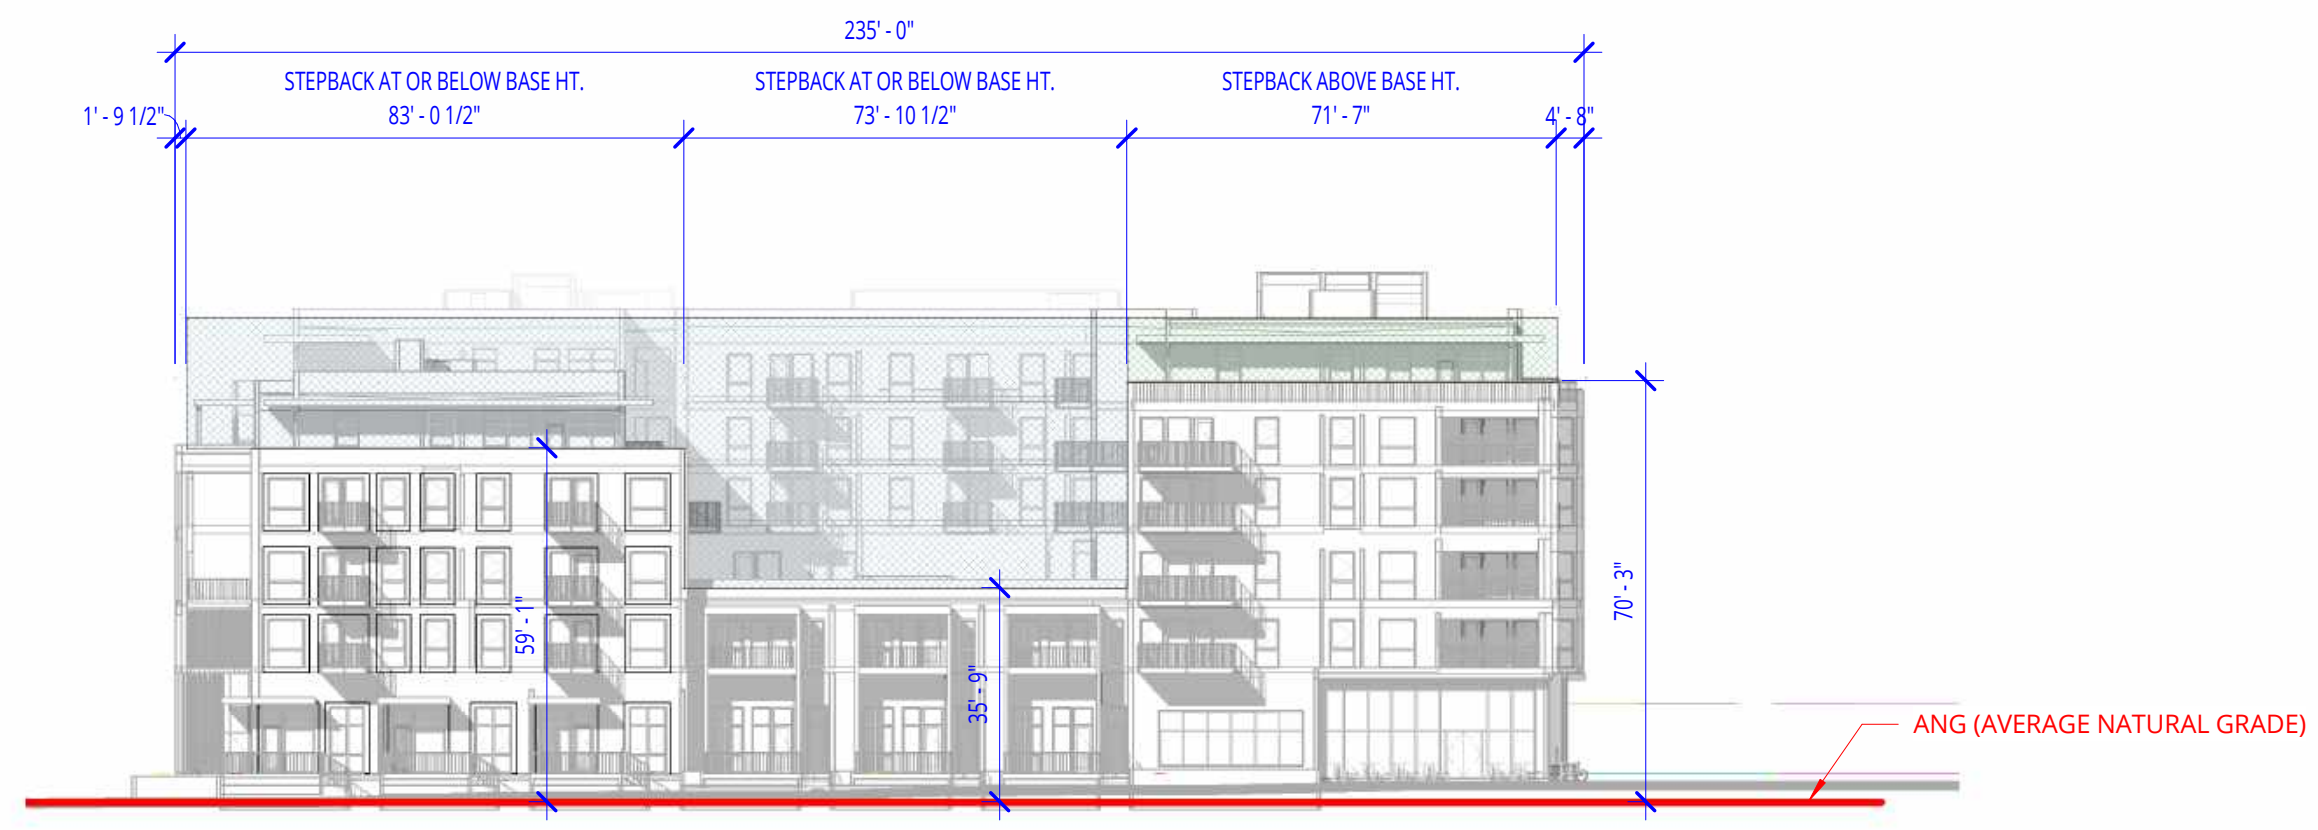 235' - 0"
STEPBACK AT OR BELOW BASE HT.
STEPBACK AT OR BELOW BASE HT.
STEPBACK ABOVE BASE HT.
1' - 9 1/2"
83' - 0 1/2"
73' - 10 1/2"
71' - 7"
4' - 8"
59' - 1"
35' - 9"
70' - 3"
ANG (AVERAGE NATURAL GRADE)